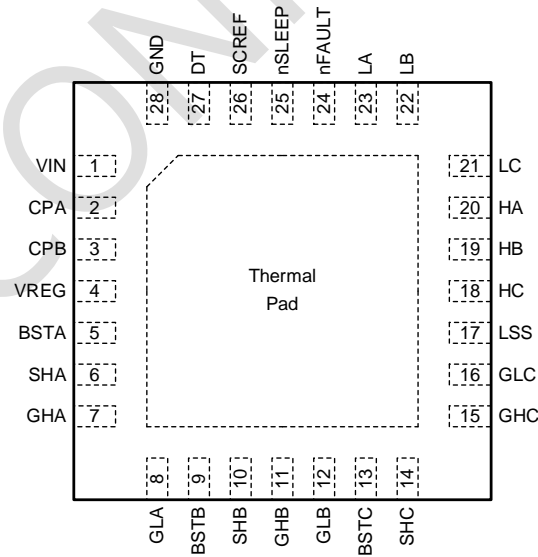 GND
DT
SCREF
nSLEEP
nFAULT
LA
LB
28
27
26
25
24
23
22
VIN 1
CPA 2
CPB 3
VREG 4
BSTA 5
SHA 6
GHA 7
Thermal
Pad
21 LC
20 HA
19 HB
18 HC
17 LSS
16 GLC
15 GHC
8
9
10
11
12
13
14
GLA
BSTB
SHB
GHB
GLB
BSTC
SHC